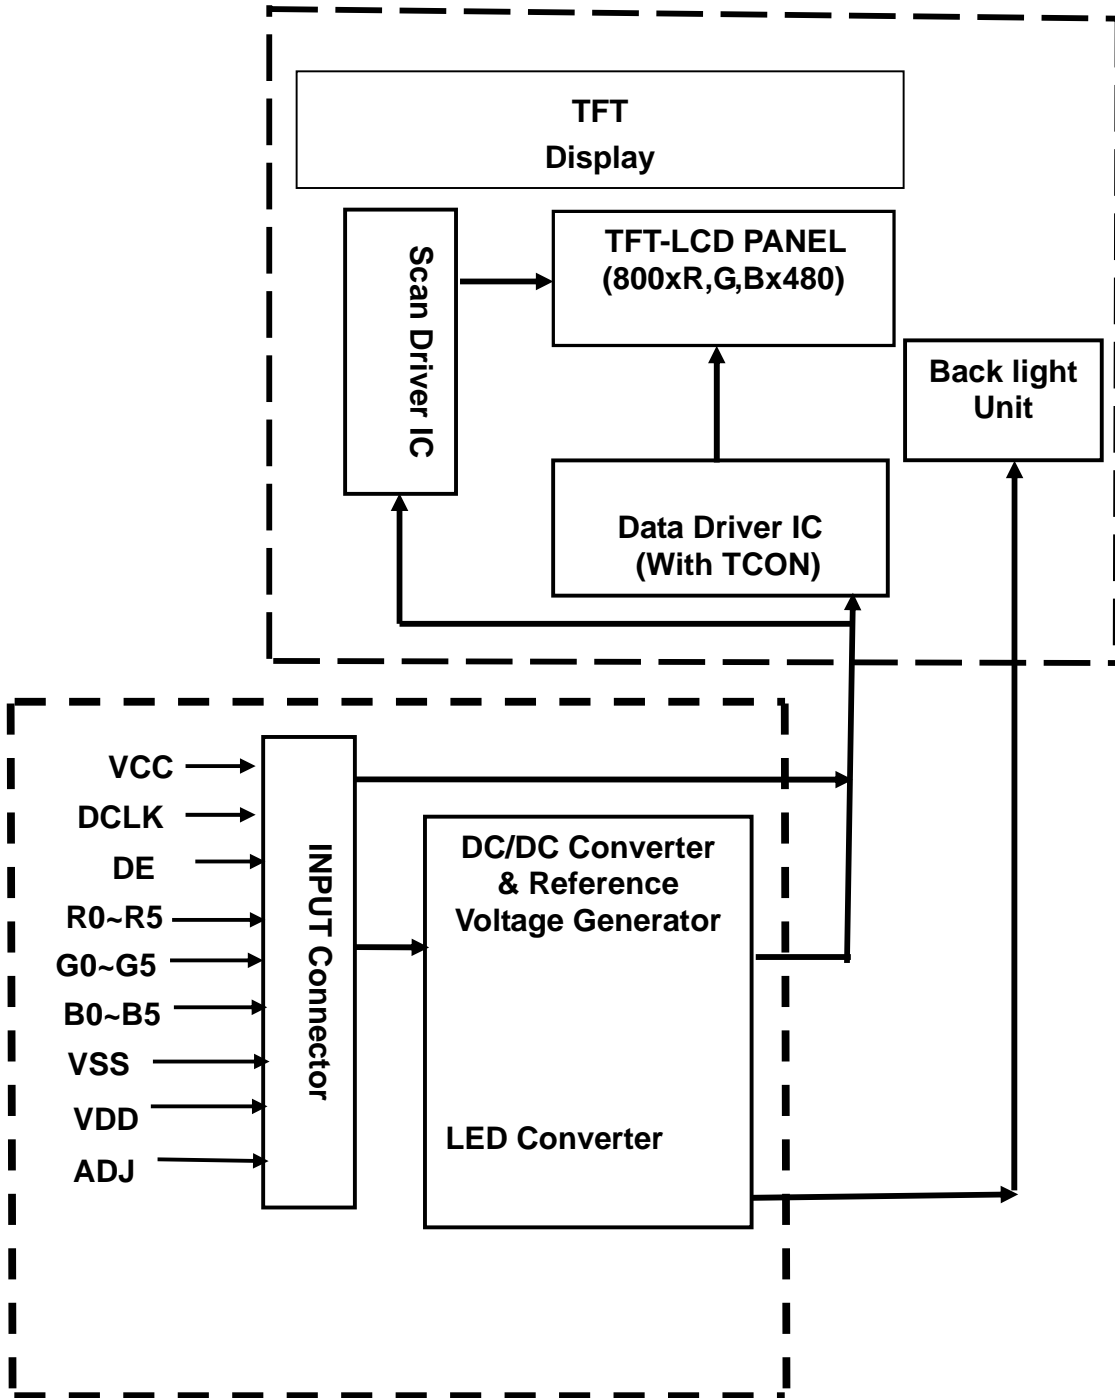 TFT
Display
Scan Driver IC
TFT-LCD PANEL
(800xR,G,Bx480)
Back light
Unit
Data Driver IC
(With TCON)
VCC
DCLK
DE
R0~R5
G0~G5
B0~B5
VSS
VDD
ADJ
INPUT Connector
DC/DC Converter
& Reference
Voltage Generator
LED Converter